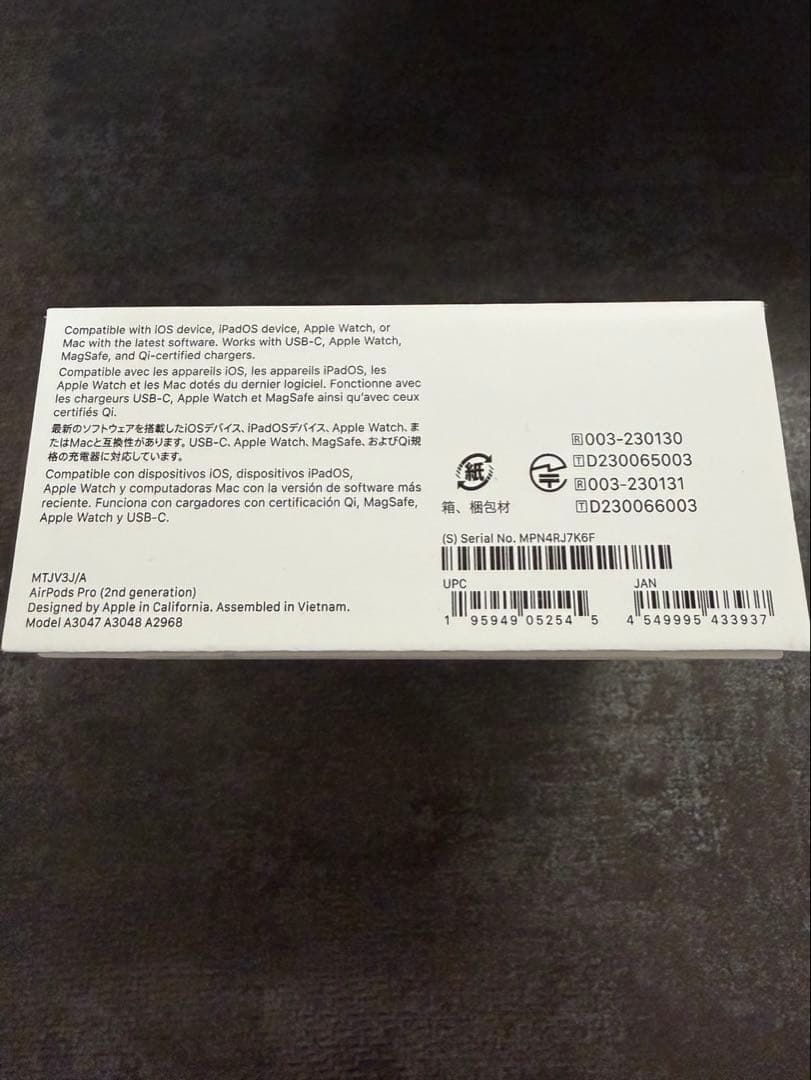 Compatible with iOS device, iPadOS device, Apple Watch, or
Mac with the latest software. Works with USB-C, Apple Watch,
MagSafe, and Qi-certified chargers.
Compatible avec les appareils iOS, les appareils iPadOS, les
Apple Watch et les Mac dotés du dernier logiciel. Fonctionne avec
les chargeurs USB-C, Apple Watch et MagSafe ainsi qu'avec ceux
certifiés Qi.
最新のソフトウェアを搭載したiOSデバイス、iPadOSデバイス、Apple Watch、ま
たはMacと互換性があります。USB-C、Apple Watch、MagSafe、およびQi規
格の充電器に対応しています。
Compatible con dispositivos iOS, dispositivos iPadOS,
Apple Watch y computadoras Mac con la versión de software más
reciente. Funciona con cargadores con certificación Qi, MagSafe,
Apple Watch y USB-C.
MTJV3J/A
AirPods Pro (2nd generation)
Designed by Apple in California. Assembled in Vietnam.
Model A3047 A3048 A2968
紙
箱、梱包材
R 003-230130
T D230065003
R 003-230131
T D230066003
(S) Serial No. MPN4RJ7K6F
UPC
1 95949 05254 5
JAN
4 549995 433937